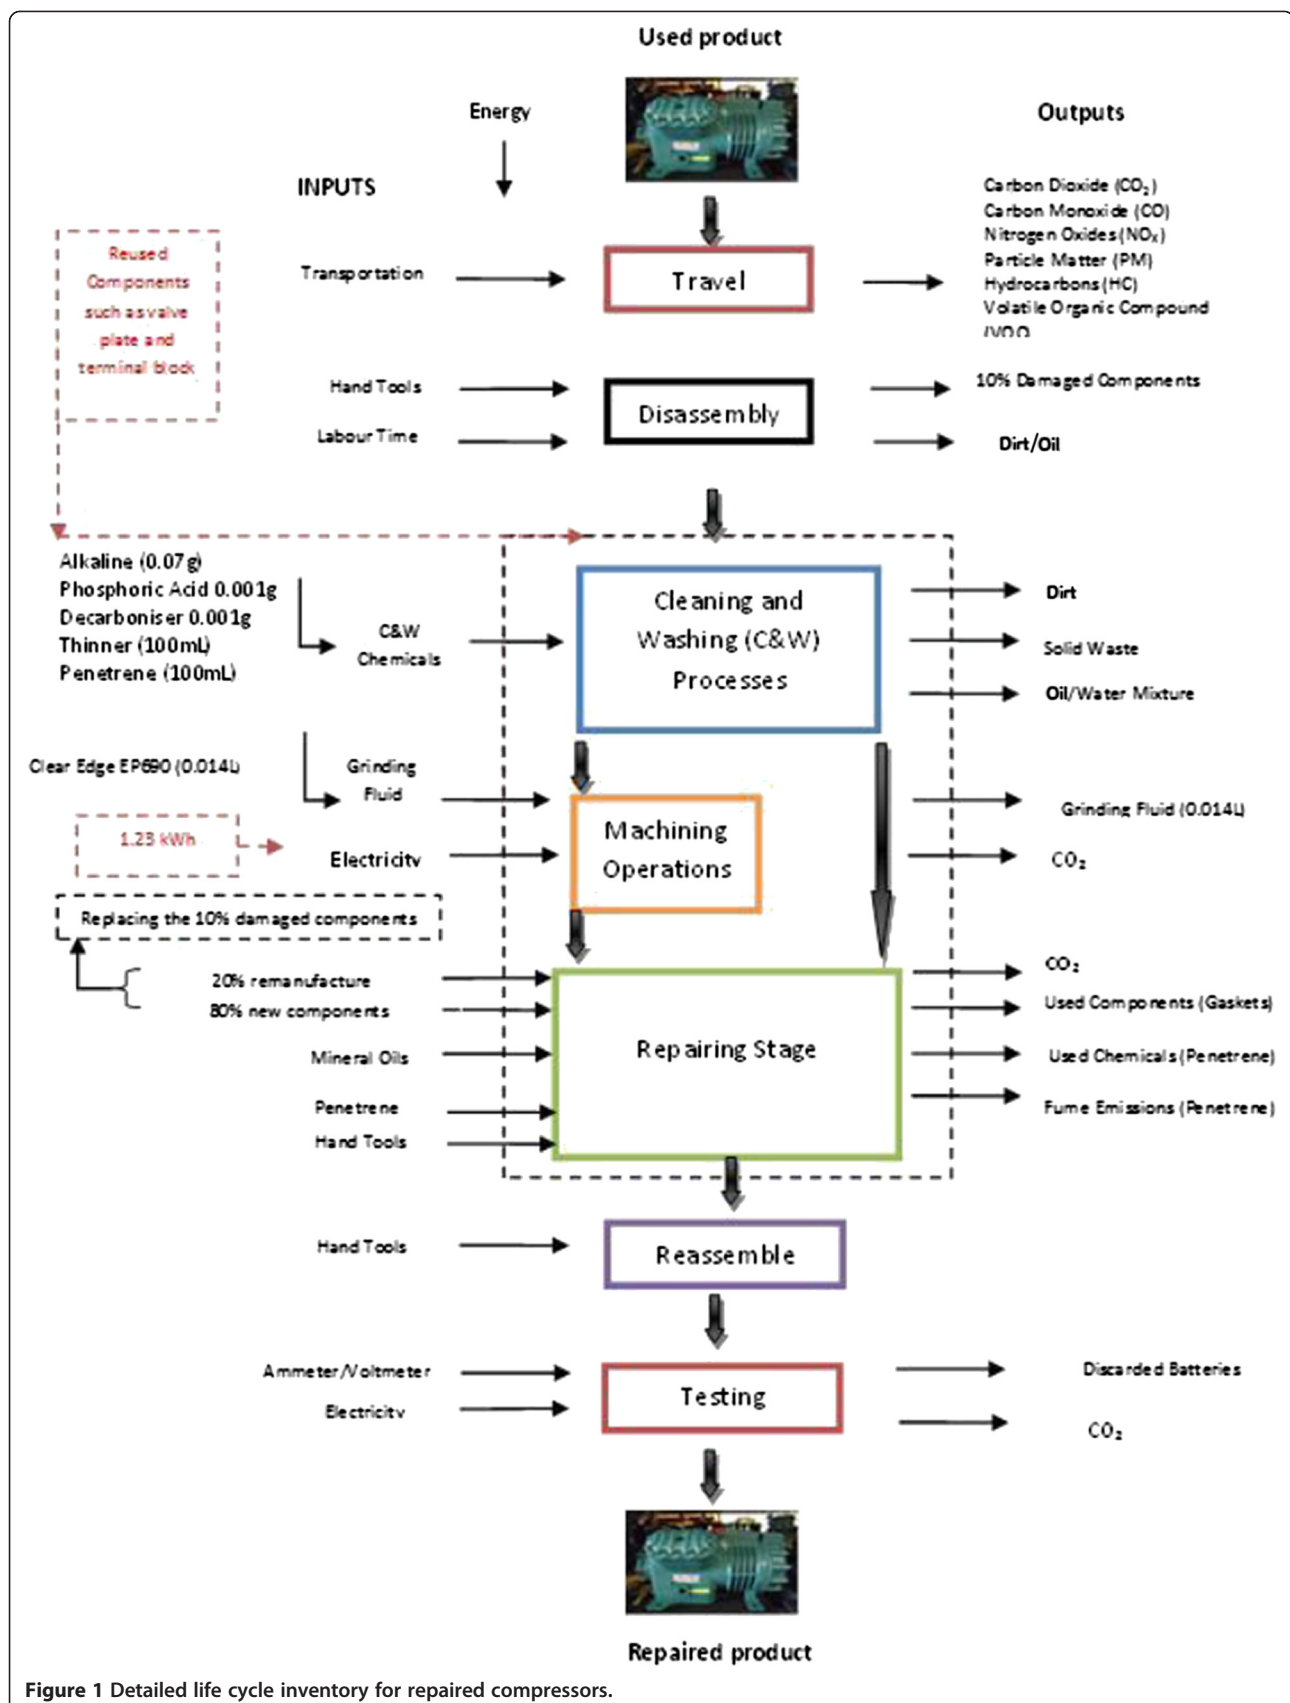 Used product
Energy
Outputs
INPUTS
Carbon Dioxide (CO₂)
Carbon Monoxide (CO)
Nitrogen Oxides (NOₓ)
Particle Matter (PM)
Hydrocarbons (HC)
Volatile Organic Compound
Reused
Components
such as valve
plate and
terminal block
Transportation
Travel
Hand Tools
Labour Time
Disassembly
10% Damaged Components
Dirt/Oil
Alkaline (0.07g)
Phosphoric Acid 0.001g
Decarboniser 0.001g
Thinner (100mL)
Penetrene (100mL)
C&W
Chemicals
Cleaning and
Washing (C&W)
Processes
Dirt
Solid Waste
Oil/Water Mixture
Clear Edge EP690 (0.014L)
Grinding
Fluid
1.23 kWh
Electricity
Machining
Operations
Grinding Fluid (0.014L)
CO₂
Replacing the 10% damaged components
20% remanufacture
80% new components
Mineral Oils
Penetrene
Hand Tools
Repairing Stage
CO₂
Used Components (Gaskets)
Used Chemicals (Penetrene)
Fume Emissions (Penetrene)
Hand Tools
Reassemble
Ammeter/Voltmeter
Electricity
Testing
Discarded Batteries
CO₂
Repaired product
Figure 1 Detailed life cycle inventory for repaired compressors.